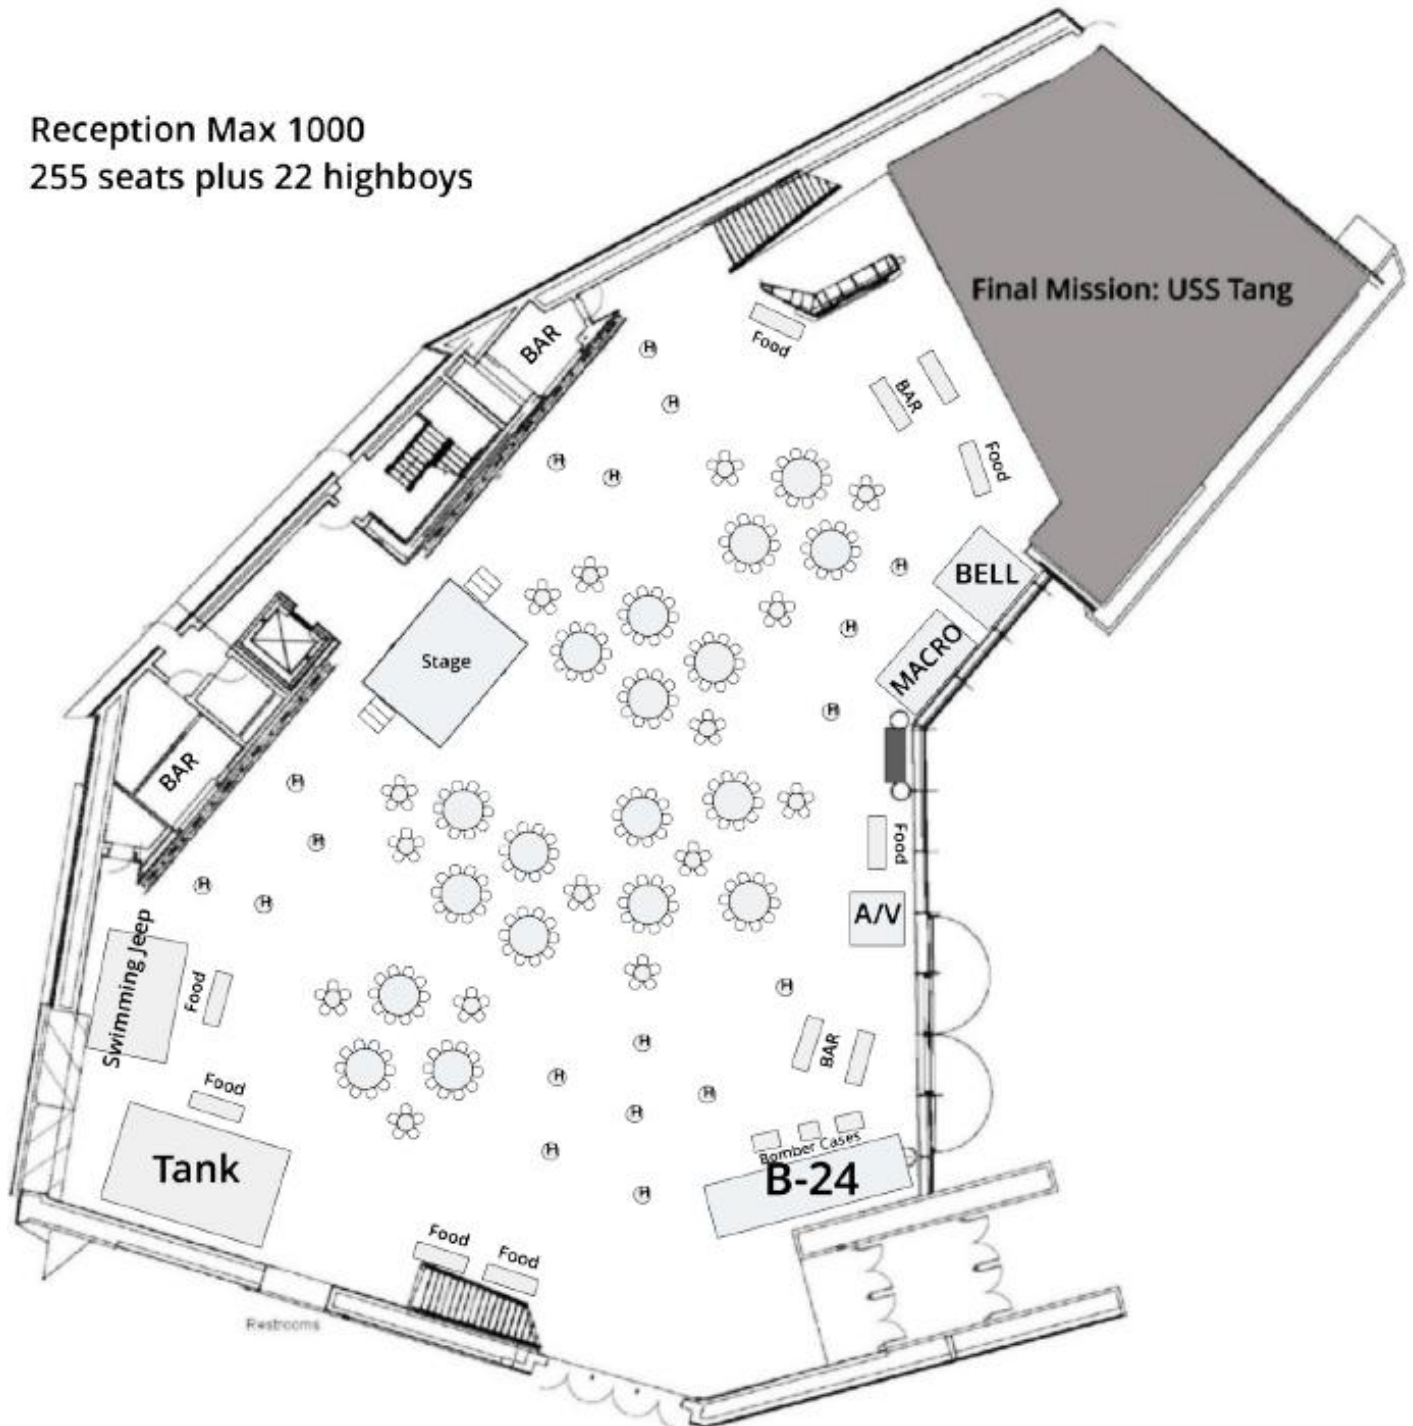 Reception Max 1000
255 seats plus 22 highboys
Final Mission: USS Tang
BAR
Food
H
H
BAR
Food
H
H
BELL
H
H
MACRO
Stage
H
BAR
H
H
Food
A/V
H
H
Swimming Jeep
Food
H
H
BAR
H
H
Food
H
H
Bomber Cases
B-24
H
Tank
H
Food
Food
Restrooms